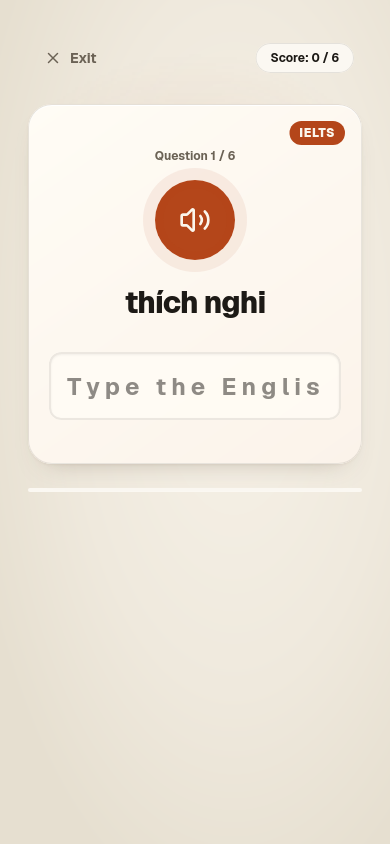 Exit
Score: 0 / 6
IELTS
Question 1 / 6
thích nghi
Type the Englis